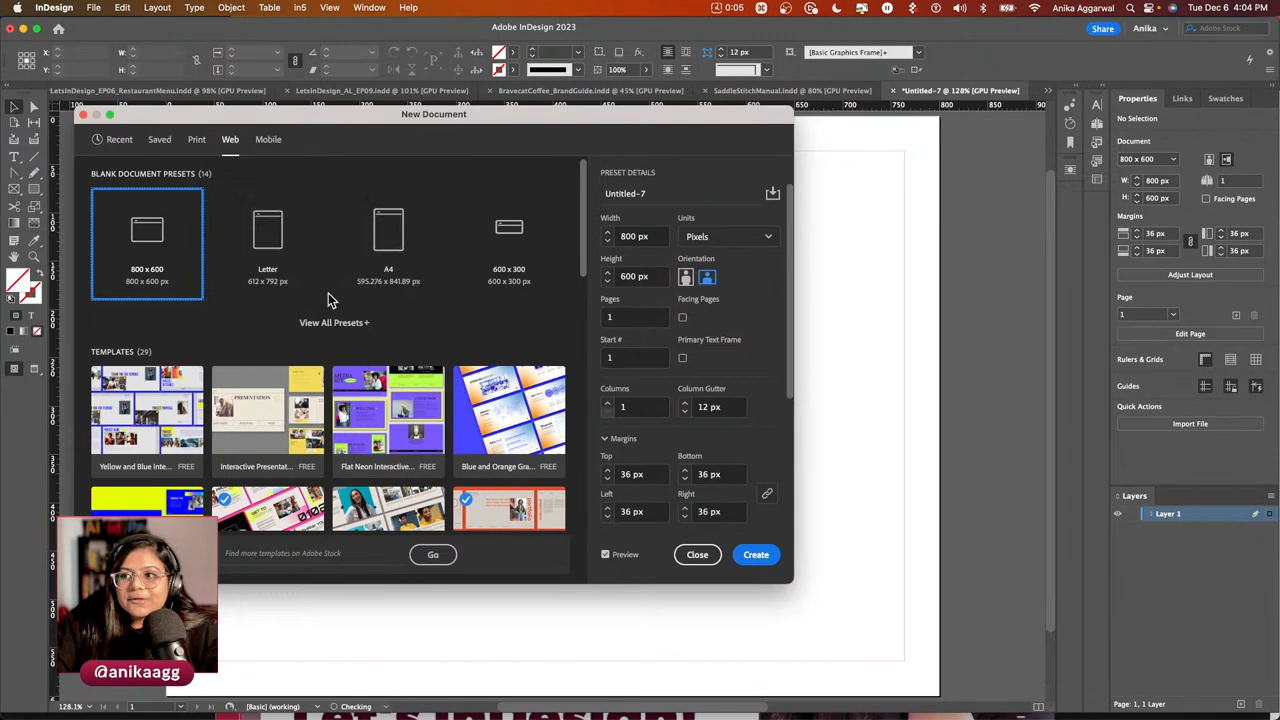 InDesign File Edit Layout Type Object Table View Window Help 0:05 Anika Aggarwal Tue Dec 6 4:04 PM
Adobe InDesign 2023
Share Anika Adobe Stock
X: Y: W: H: 100% 12 px [Basic Graphics Frame]+
LetsInDesign_EP06_RestaurantMenu.indd @ 98% [GPU Preview] LetsInDesign_AL_EP09.indd @ 101% [GPU Preview] BravecatCoffee_BrandGuide.indd @ 45% [GPU Preview] SaddleStitchManual.indd @ 80% [GPU Preview] *Untitled-7 @ 128% [GPU Preview]
New Document
Recent Saved Print Web Mobile
BLANK DOCUMENT PRESETS (14)
800 x 600
800 x 600 px
Letter
612 x 792 px
A4
595.276 x 841.89 px
600 x 300
600 x 300 px
View All Presets+
TEMPLATES (29)
PRESENTATION
Yellow and Blue Inte... FREE
Interactive Presentat... FREE
Flat Neon Interactive... FREE
Blue and Orange Gra... FREE
Find more templates on Adobe Stock
Go
PRESET DETAILS
Untitled-7
Width Units
800 px Pixels
Height Orientation
600 px
Pages Facing Pages
1
Start # Primary Text Frame
1
Columns Column Gutter
1 12 px
Margins
Top Bottom
36 px 36 px
Left Right
36 px 36 px
Preview Close Create
Properties Links Swatches
No Selection
Document
800 x 600
W: 800 px 1
H: 600 px Facing Pages
Margins
36 px 36 px
36 px 36 px
Adjust Layout
Page
1
Edit Page
Rulers & Grids
Guides
Quick Actions
Import File
Layers
Layer 1
Page: 1, 1 Layer
@anikaagg
128.1% 1 [Basic] (working) Checking